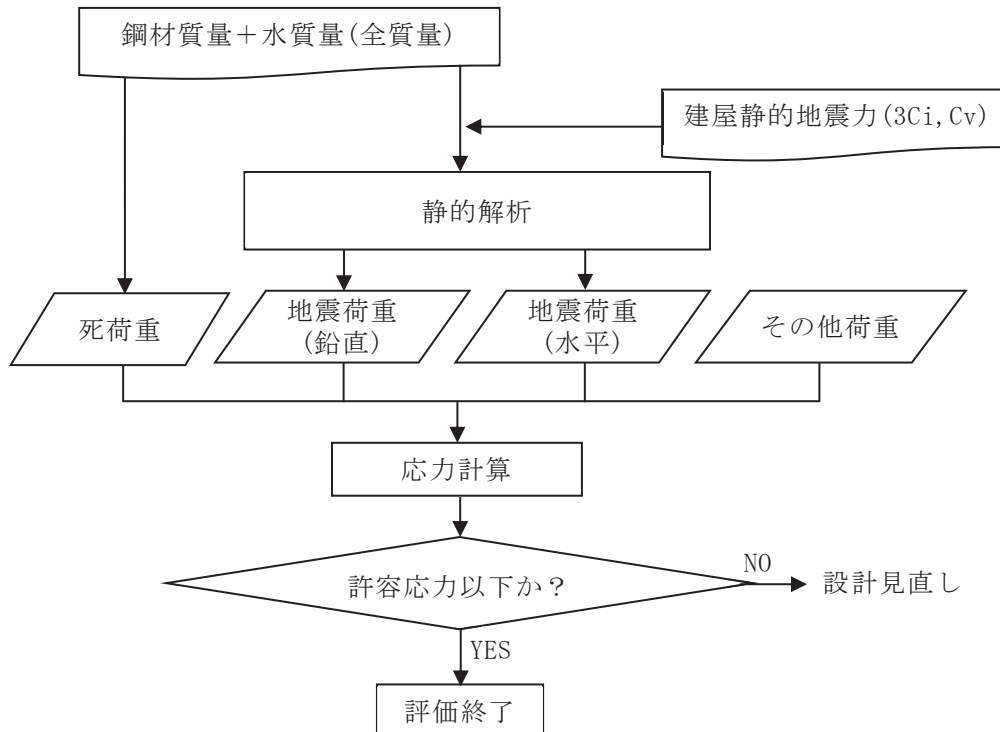 鋼材質量＋水質量(全質量)
建屋静的地震力(3Ci,Cv)
静的解析
死荷重
地震荷重
(鉛直)
地震荷重
(水平)
その他荷重
応力計算
許容応力以下か？
NO
設計見直し
YES
評価終了